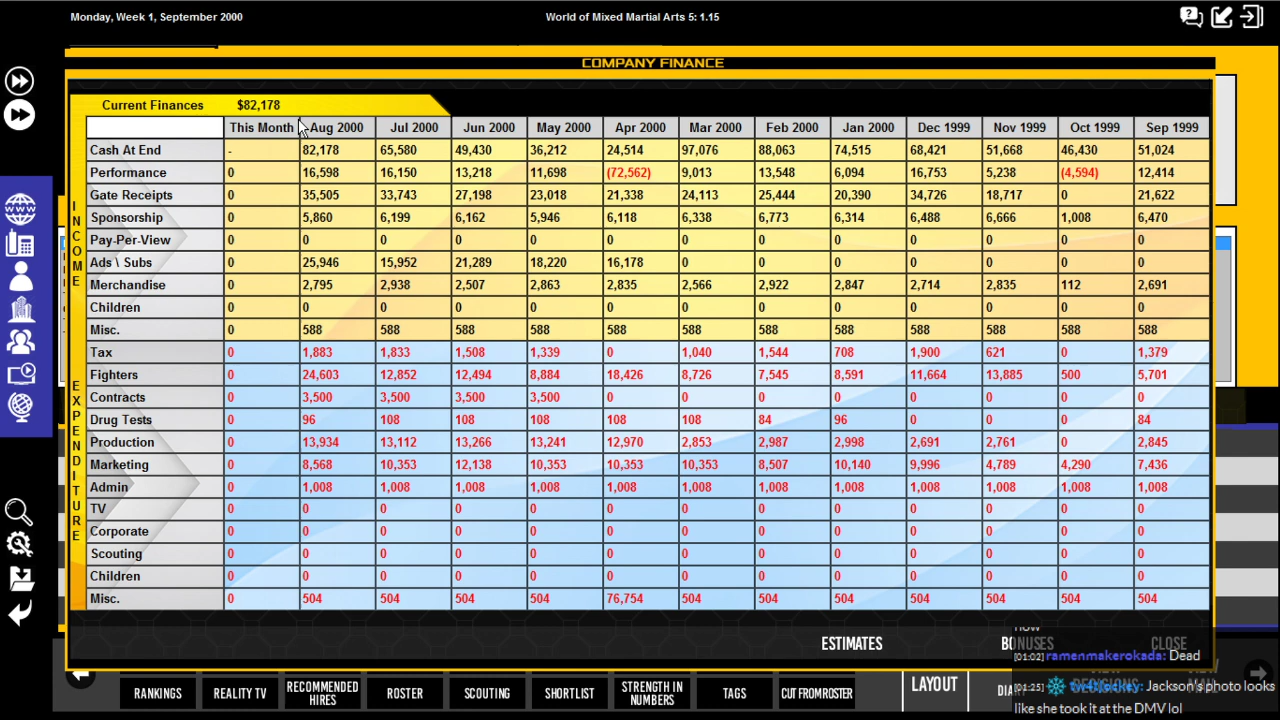 Monday, Week 1, September 2000 World of Mixed Martial Arts 5: 1.15
COMPANY FINANCE
Current Finances $82,178
This Month Aug 2000 Jul 2000 Jun 2000 May 2000 Apr 2000 Mar 2000 Feb 2000 Jan 2000 Dec 1999 Nov 1999 Oct 1999 Sep 1999
INCOME
Cash At End - 82,178 65,580 49,430 36,212 24,514 97,076 88,063 74,515 68,421 51,668 46,430 51,024
Performance 0 16,598 16,150 13,218 11,698 (72,562) 9,013 13,548 6,094 16,753 5,238 (4,594) 12,414
Gate Receipts 0 35,505 33,743 27,198 23,018 21,338 24,113 25,444 20,390 34,726 18,717 0 21,622
Sponsorship 0 5,860 6,199 6,162 5,946 6,118 6,338 6,773 6,314 6,488 6,666 1,008 6,470
Pay-Per-View 0 0 0 0 0 0 0 0 0 0 0 0 0
Ads \ Subs 0 25,946 15,952 21,289 18,220 16,178 0 0 0 0 0 0 0
Merchandise 0 2,795 2,938 2,507 2,863 2,835 2,566 2,922 2,847 2,714 2,835 112 2,691
Children 0 0 0 0 0 0 0 0 0 0 0 0 0
Misc. 0 588 588 588 588 588 588 588 588 588 588 588 588
EXPENDITURE
Tax 0 1,883 1,833 1,508 1,339 0 1,040 1,544 708 1,900 621 0 1,379
Fighters 0 24,603 12,852 12,494 8,884 18,426 8,726 7,545 8,591 11,664 13,885 500 5,701
Contracts 0 3,500 3,500 3,500 3,500 0 0 0 0 0 0 0 0
Drug Tests 0 96 108 108 108 108 108 84 96 0 0 0 84
Production 0 13,934 13,112 13,266 13,241 12,970 2,853 2,987 2,998 2,691 2,761 0 2,845
Marketing 0 8,568 10,353 12,138 10,353 10,353 10,353 8,507 10,140 9,996 4,789 4,290 7,436
Admin 0 1,008 1,008 1,008 1,008 1,008 1,008 1,008 1,008 1,008 1,008 1,008 1,008
TV 0 0 0 0 0 0 0 0 0 0 0 0 0
Corporate 0 0 0 0 0 0 0 0 0 0 0 0 0
Scouting 0 0 0 0 0 0 0 0 0 0 0 0 0
Children 0 0 0 0 0 0 0 0 0 0 0 0 0
Misc. 0 504 504 504 504 76,754 504 504 504 504 504 504 504
ESTIMATES BONUSES CLOSE
[01:02] ramenmakerokada: Dead
RANKINGS REALITY TV RECOMMENDED HIRES ROSTER SCOUTING SHORTLIST STRENGTH IN NUMBERS TAGS CUT FROM ROSTER LAYOUT
[01:25] Jackson's photo looks
like she took it at the DMV lol